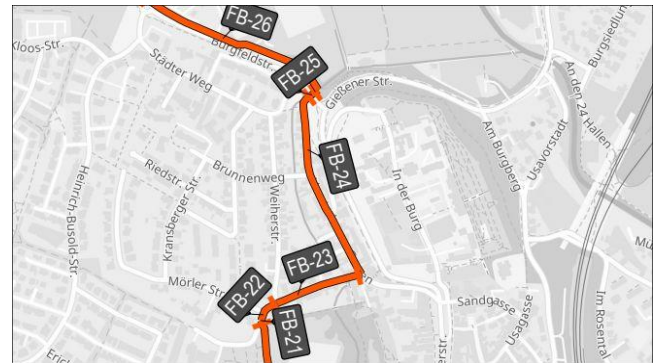 FB-26
Kloos-Str.
Burgfeldstr.
Städter Weg
FB-25
Gießener Str.
Burgsiedlun
An den 24 Hallen
FB-24
Am Burgberg
Usavorstadt
Brunnenweg
Riedstr.
In der Burg
Kransberger Str.
Weiherstr.
Heinrich-Busold-Str.
Mörler Str.
FB-23
FB-22
FB-21
Sandgasse
Usagasse
Im Rosental
Erich